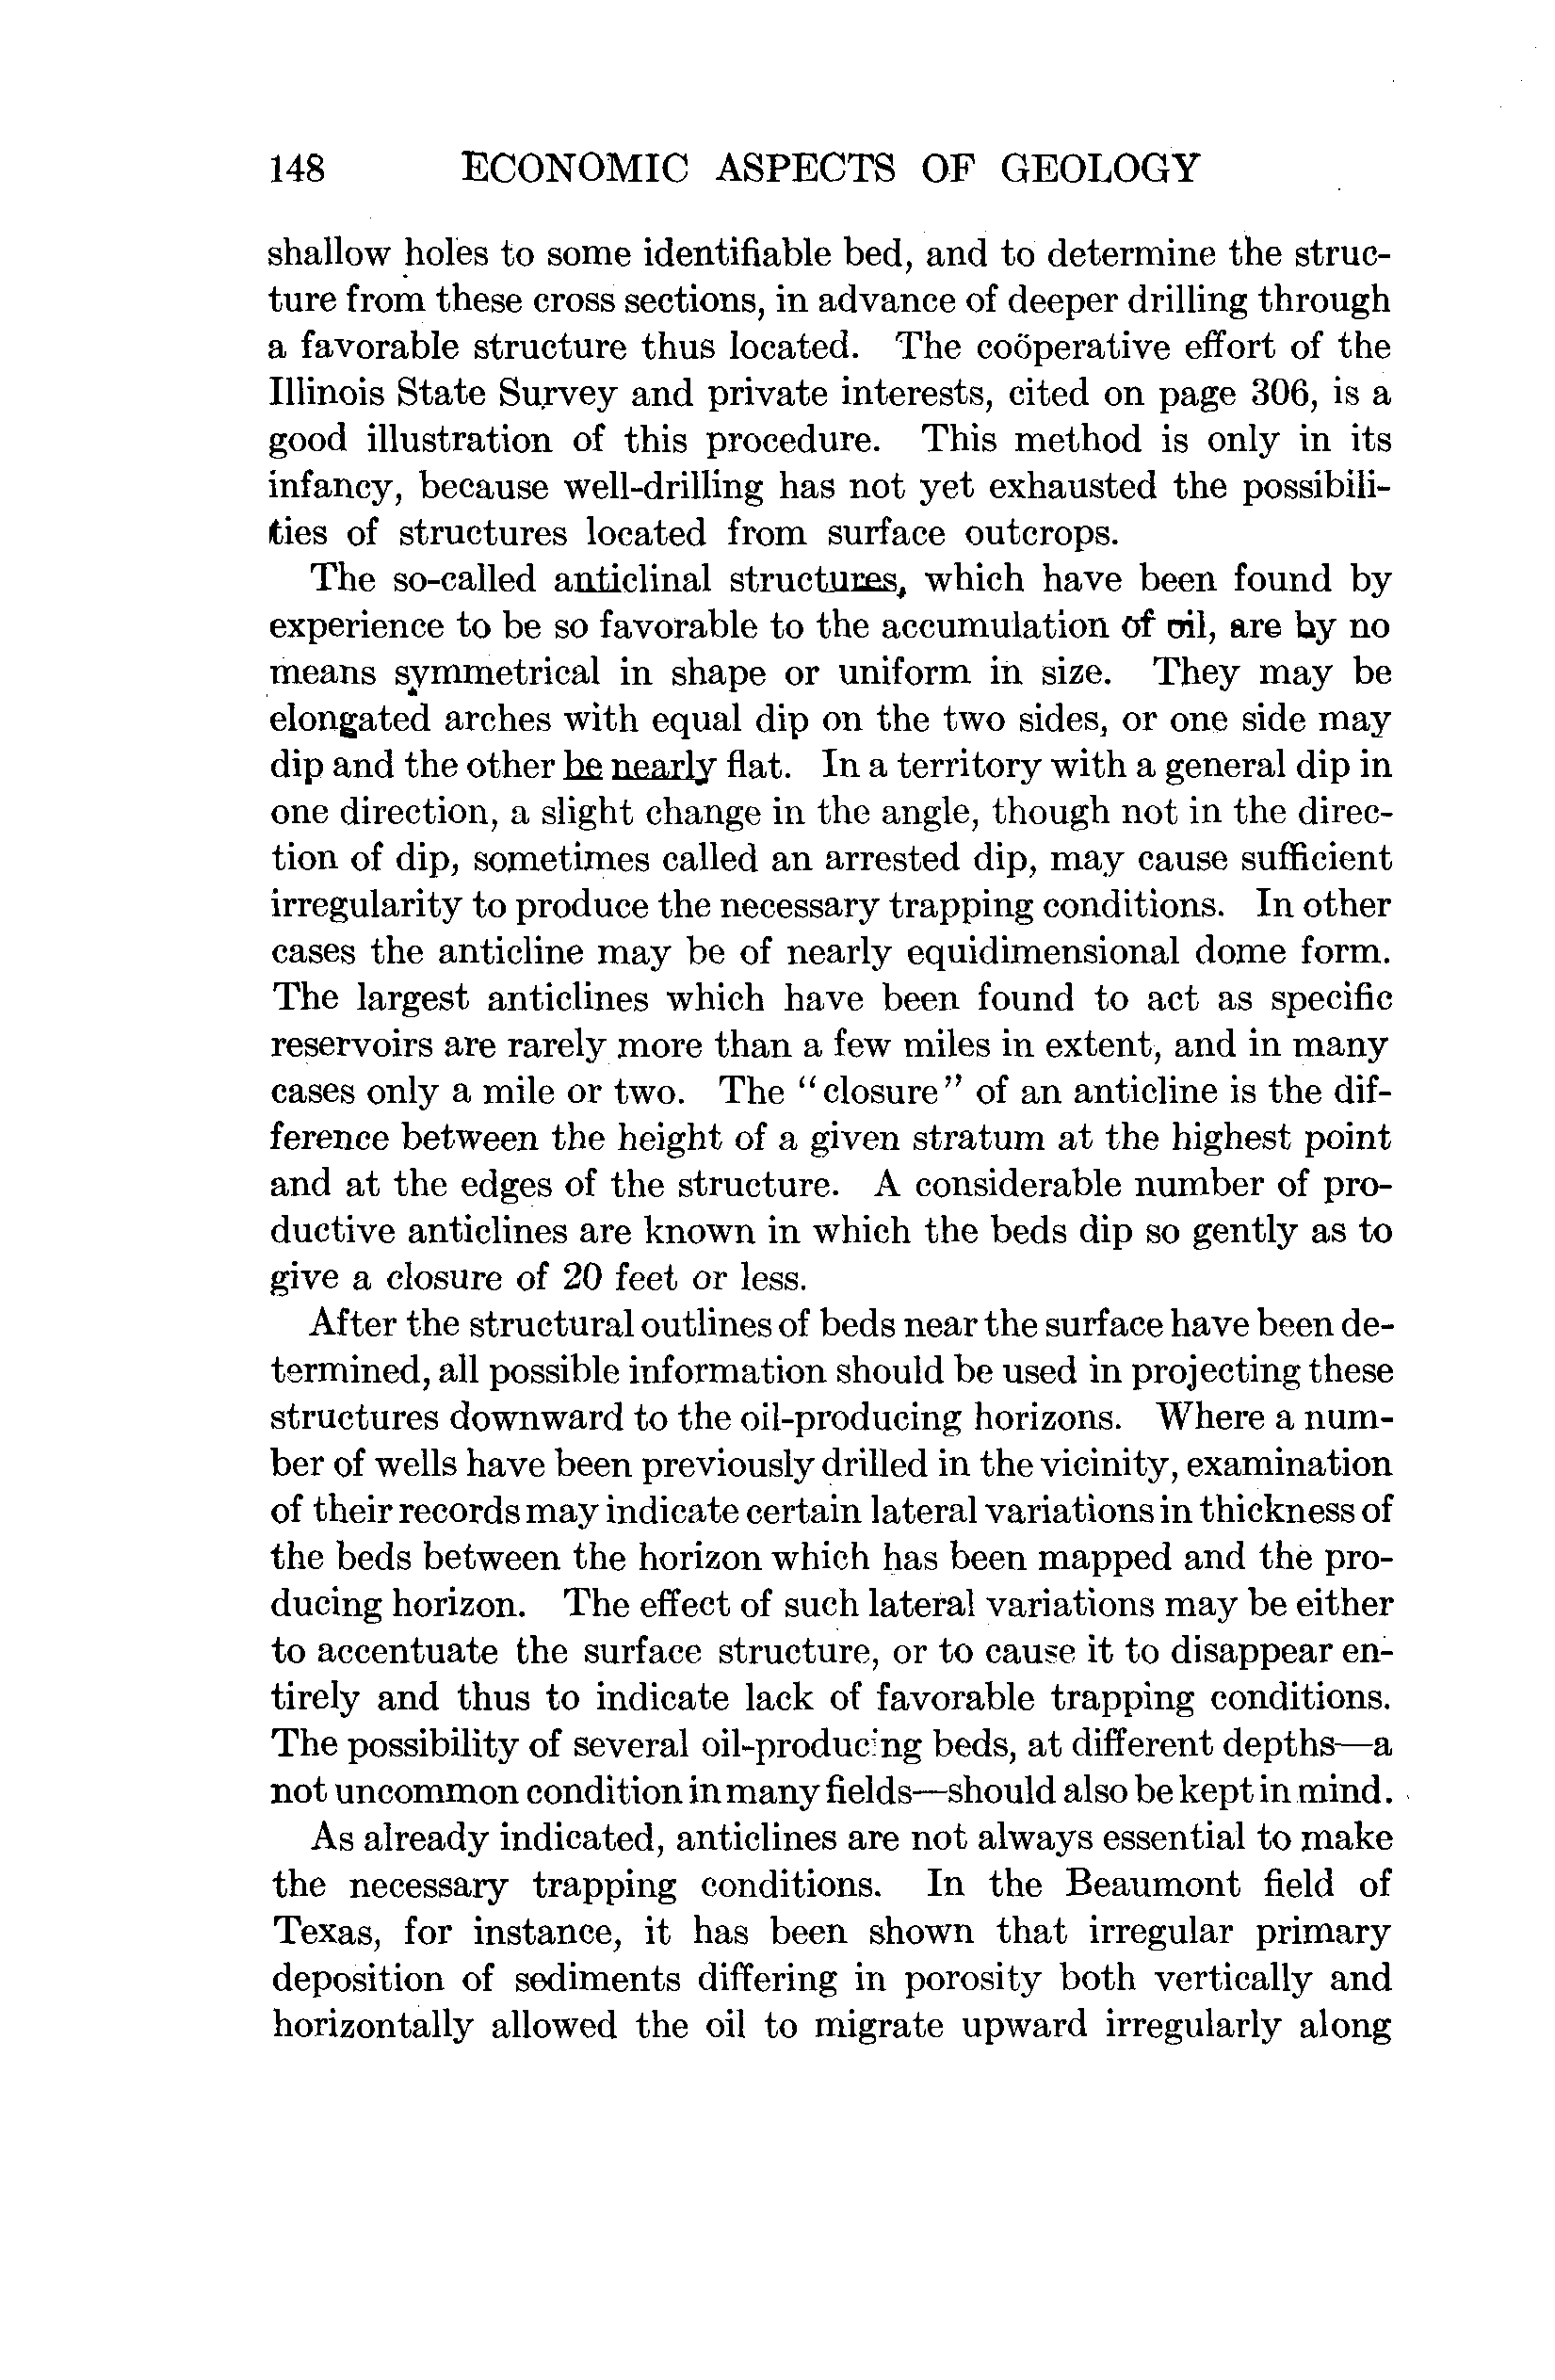 148 ECONOMIC ASPECTS OF GEOLOGY
shallow holes to some identifiable bed, and to determine the struc-
ture from these cross sections, in advance of deeper drilling through
a favorable structure thus located. The coöperative effort of the
Illinois State Survey and private interests, cited on page 306, is a
good illustration of this procedure. This method is only in its
infancy, because well-drilling has not yet exhausted the possibili-
ties of structures located from surface outcrops.
The so-called anticlinal structures, which have been found by
experience to be so favorable to the accumulation of oil, are by no
means symmetrical in shape or uniform in size. They may be
elongated arches with equal dip on the two sides, or one side may
dip and the other be nearly flat. In a territory with a general dip in
one direction, a slight change in the angle, though not in the direc-
tion of dip, sometimes called an arrested dip, may cause sufficient
irregularity to produce the necessary trapping conditions. In other
cases the anticline may be of nearly equidimensional dome form.
The largest anticlines which have been found to act as specific
reservoirs are rarely more than a few miles in extent, and in many
cases only a mile or two. The "closure" of an anticline is the dif-
ference between the height of a given stratum at the highest point
and at the edges of the structure. A considerable number of pro-
ductive anticlines are known in which the beds dip so gently as to
give a closure of 20 feet or less.
After the structural outlines of beds near the surface have been de-
termined, all possible information should be used in projecting these
structures downward to the oil-producing horizons. Where a num-
ber of wells have been previously drilled in the vicinity, examination
of their records may indicate certain lateral variations in thickness of
the beds between the horizon which has been mapped and the pro-
ducing horizon. The effect of such lateral variations may be either
to accentuate the surface structure, or to cause it to disappear en-
tirely and thus to indicate lack of favorable trapping conditions.
The possibility of several oil-producing beds, at different depths—a
not uncommon condition in many fields—should also be kept in mind.
As already indicated, anticlines are not always essential to make
the necessary trapping conditions. In the Beaumont field of
Texas, for instance, it has been shown that irregular primary
deposition of sediments differing in porosity both vertically and
horizontally allowed the oil to migrate upward irregularly along